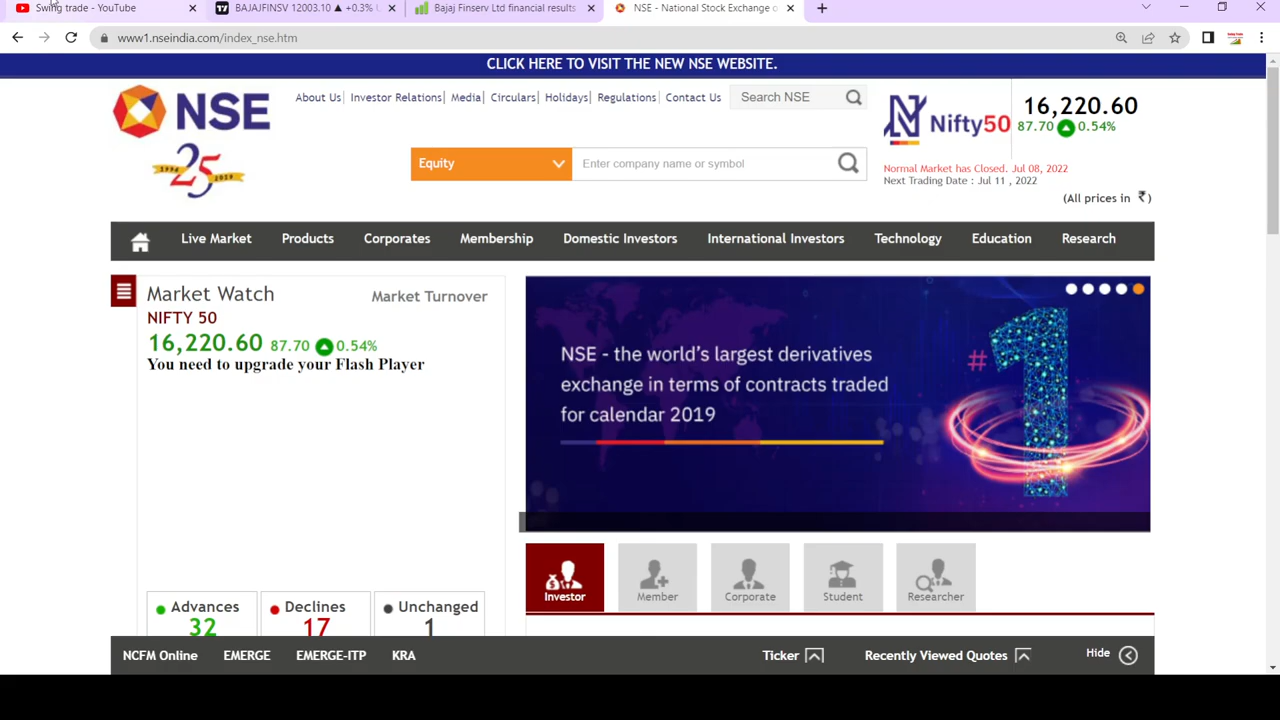 Swing trade - YouTube
BAJAJFINSV 12003.10 ▲ +0.3%
Bajaj Finserv Ltd financial results
NSE - National Stock Exchange o
www1.nseindia.com/index_nse.htm
CLICK HERE TO VISIT THE NEW NSE WEBSITE.
NSE
25
About Us| Investor Relations| Media| Circulars| Holidays| Regulations| Contact Us
Search NSE
Equity
Enter company name or symbol
Nifty50
16,220.60
87.70 0.54%
Normal Market has Closed. Jul 08, 2022
Next Trading Date : Jul 11 , 2022
(All prices in ₹)
Live Market Products Corporates Membership Domestic Investors International Investors Technology Education Research
Market Watch
Market Turnover
NIFTY 50
16,220.60 87.70 0.54%
You need to upgrade your Flash Player
Advances
32
Declines
17
Unchanged
1
NSE - the world's largest derivatives
exchange in terms of contracts traded
for calendar 2019
#1
Investor
Member
Corporate
Student
Researcher
NCFM Online EMERGE EMERGE-ITP KRA
Ticker
Recently Viewed Quotes
Hide